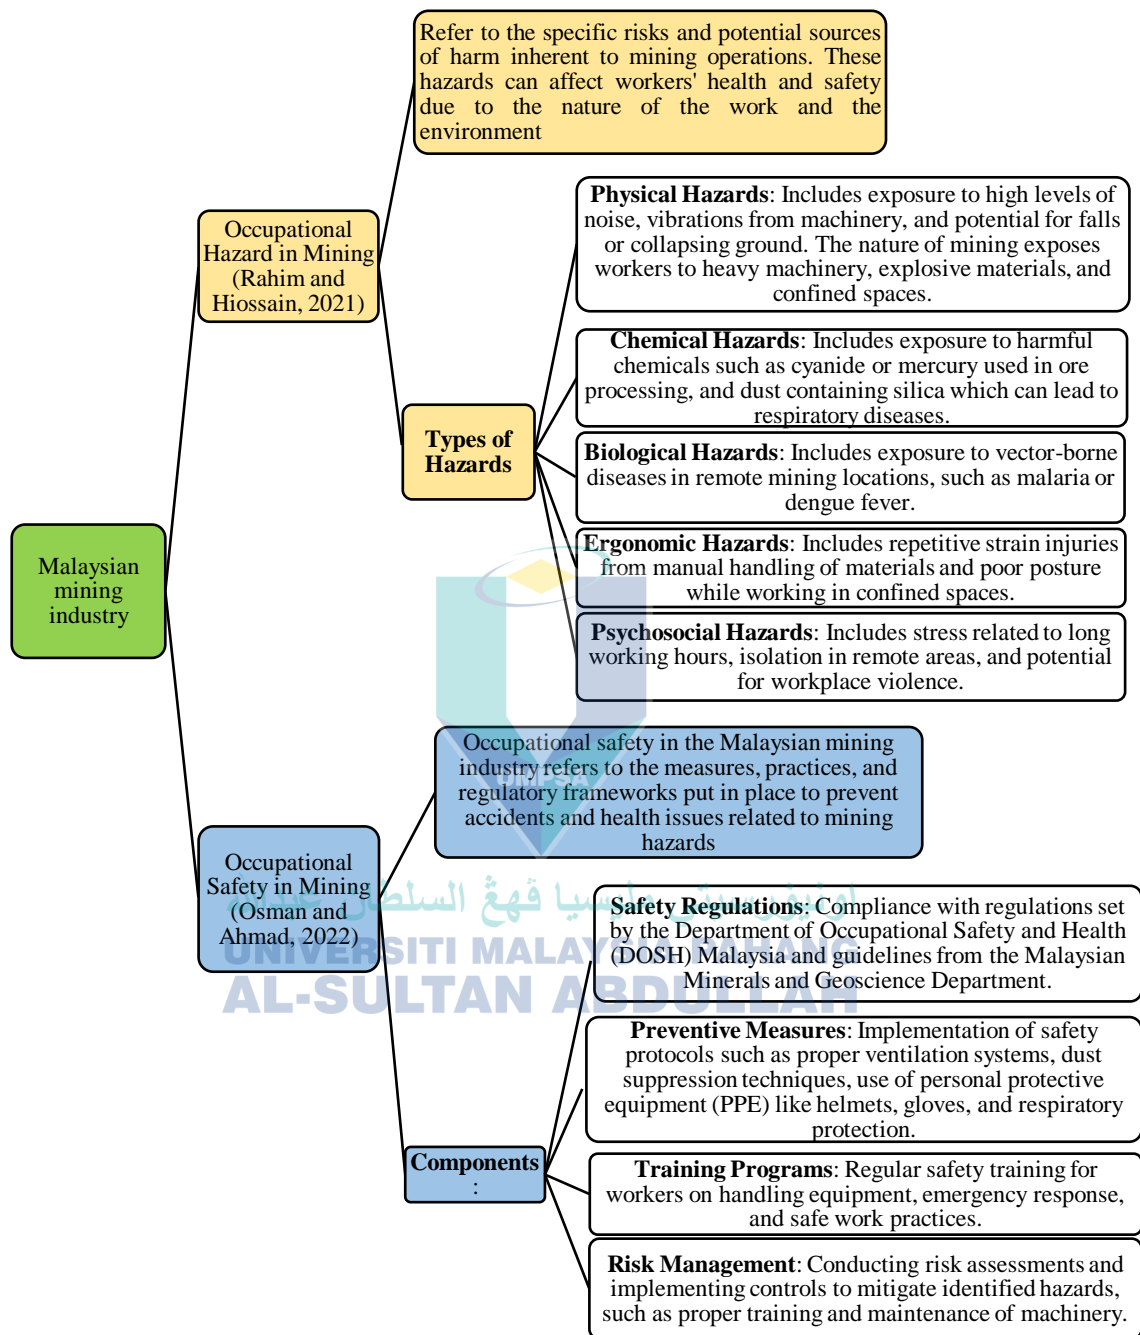 Refer to the specific risks and potential sources
of harm inherent to mining operations. These
hazards can affect workers' health and safety
due to the nature of the work and the
environment
Occupational
Hazard in Mining
(Rahim and
Hiossain, 2021)
Types of
Hazards
Physical Hazards: Includes exposure to high levels of
noise, vibrations from machinery, and potential for falls
or collapsing ground. The nature of mining exposes
workers to heavy machinery, explosive materials, and
confined spaces.
Chemical Hazards: Includes exposure to harmful
chemicals such as cyanide or mercury used in ore
processing, and dust containing silica which can lead to
respiratory diseases.
Biological Hazards: Includes exposure to vector-borne
diseases in remote mining locations, such as malaria or
dengue fever.
Ergonomic Hazards: Includes repetitive strain injuries
from manual handling of materials and poor posture
while working in confined spaces.
Psychosocial Hazards: Includes stress related to long
working hours, isolation in remote areas, and potential
for workplace violence.
Malaysian
mining
industry
Occupational safety in the Malaysian mining
industry refers to the measures, practices, and
regulatory frameworks put in place to prevent
accidents and health issues related to mining
hazards
UMPSA
Occupational
Safety in Mining
(Osman and
Ahmad, 2022)
اونيۏرسيتي مليسيا ڤهڠ السلطان عبدالله
UNIVERSITI MALAYSIA PAHANG
AL-SULTAN ABDULLAH
Components
:
Safety Regulations: Compliance with regulations set
by the Department of Occupational Safety and Health
(DOSH) Malaysia and guidelines from the Malaysian
Minerals and Geoscience Department.
Preventive Measures: Implementation of safety
protocols such as proper ventilation systems, dust
suppression techniques, use of personal protective
equipment (PPE) like helmets, gloves, and respiratory
protection.
Training Programs: Regular safety training for
workers on handling equipment, emergency response,
and safe work practices.
Risk Management: Conducting risk assessments and
implementing controls to mitigate identified hazards,
such as proper training and maintenance of machinery.